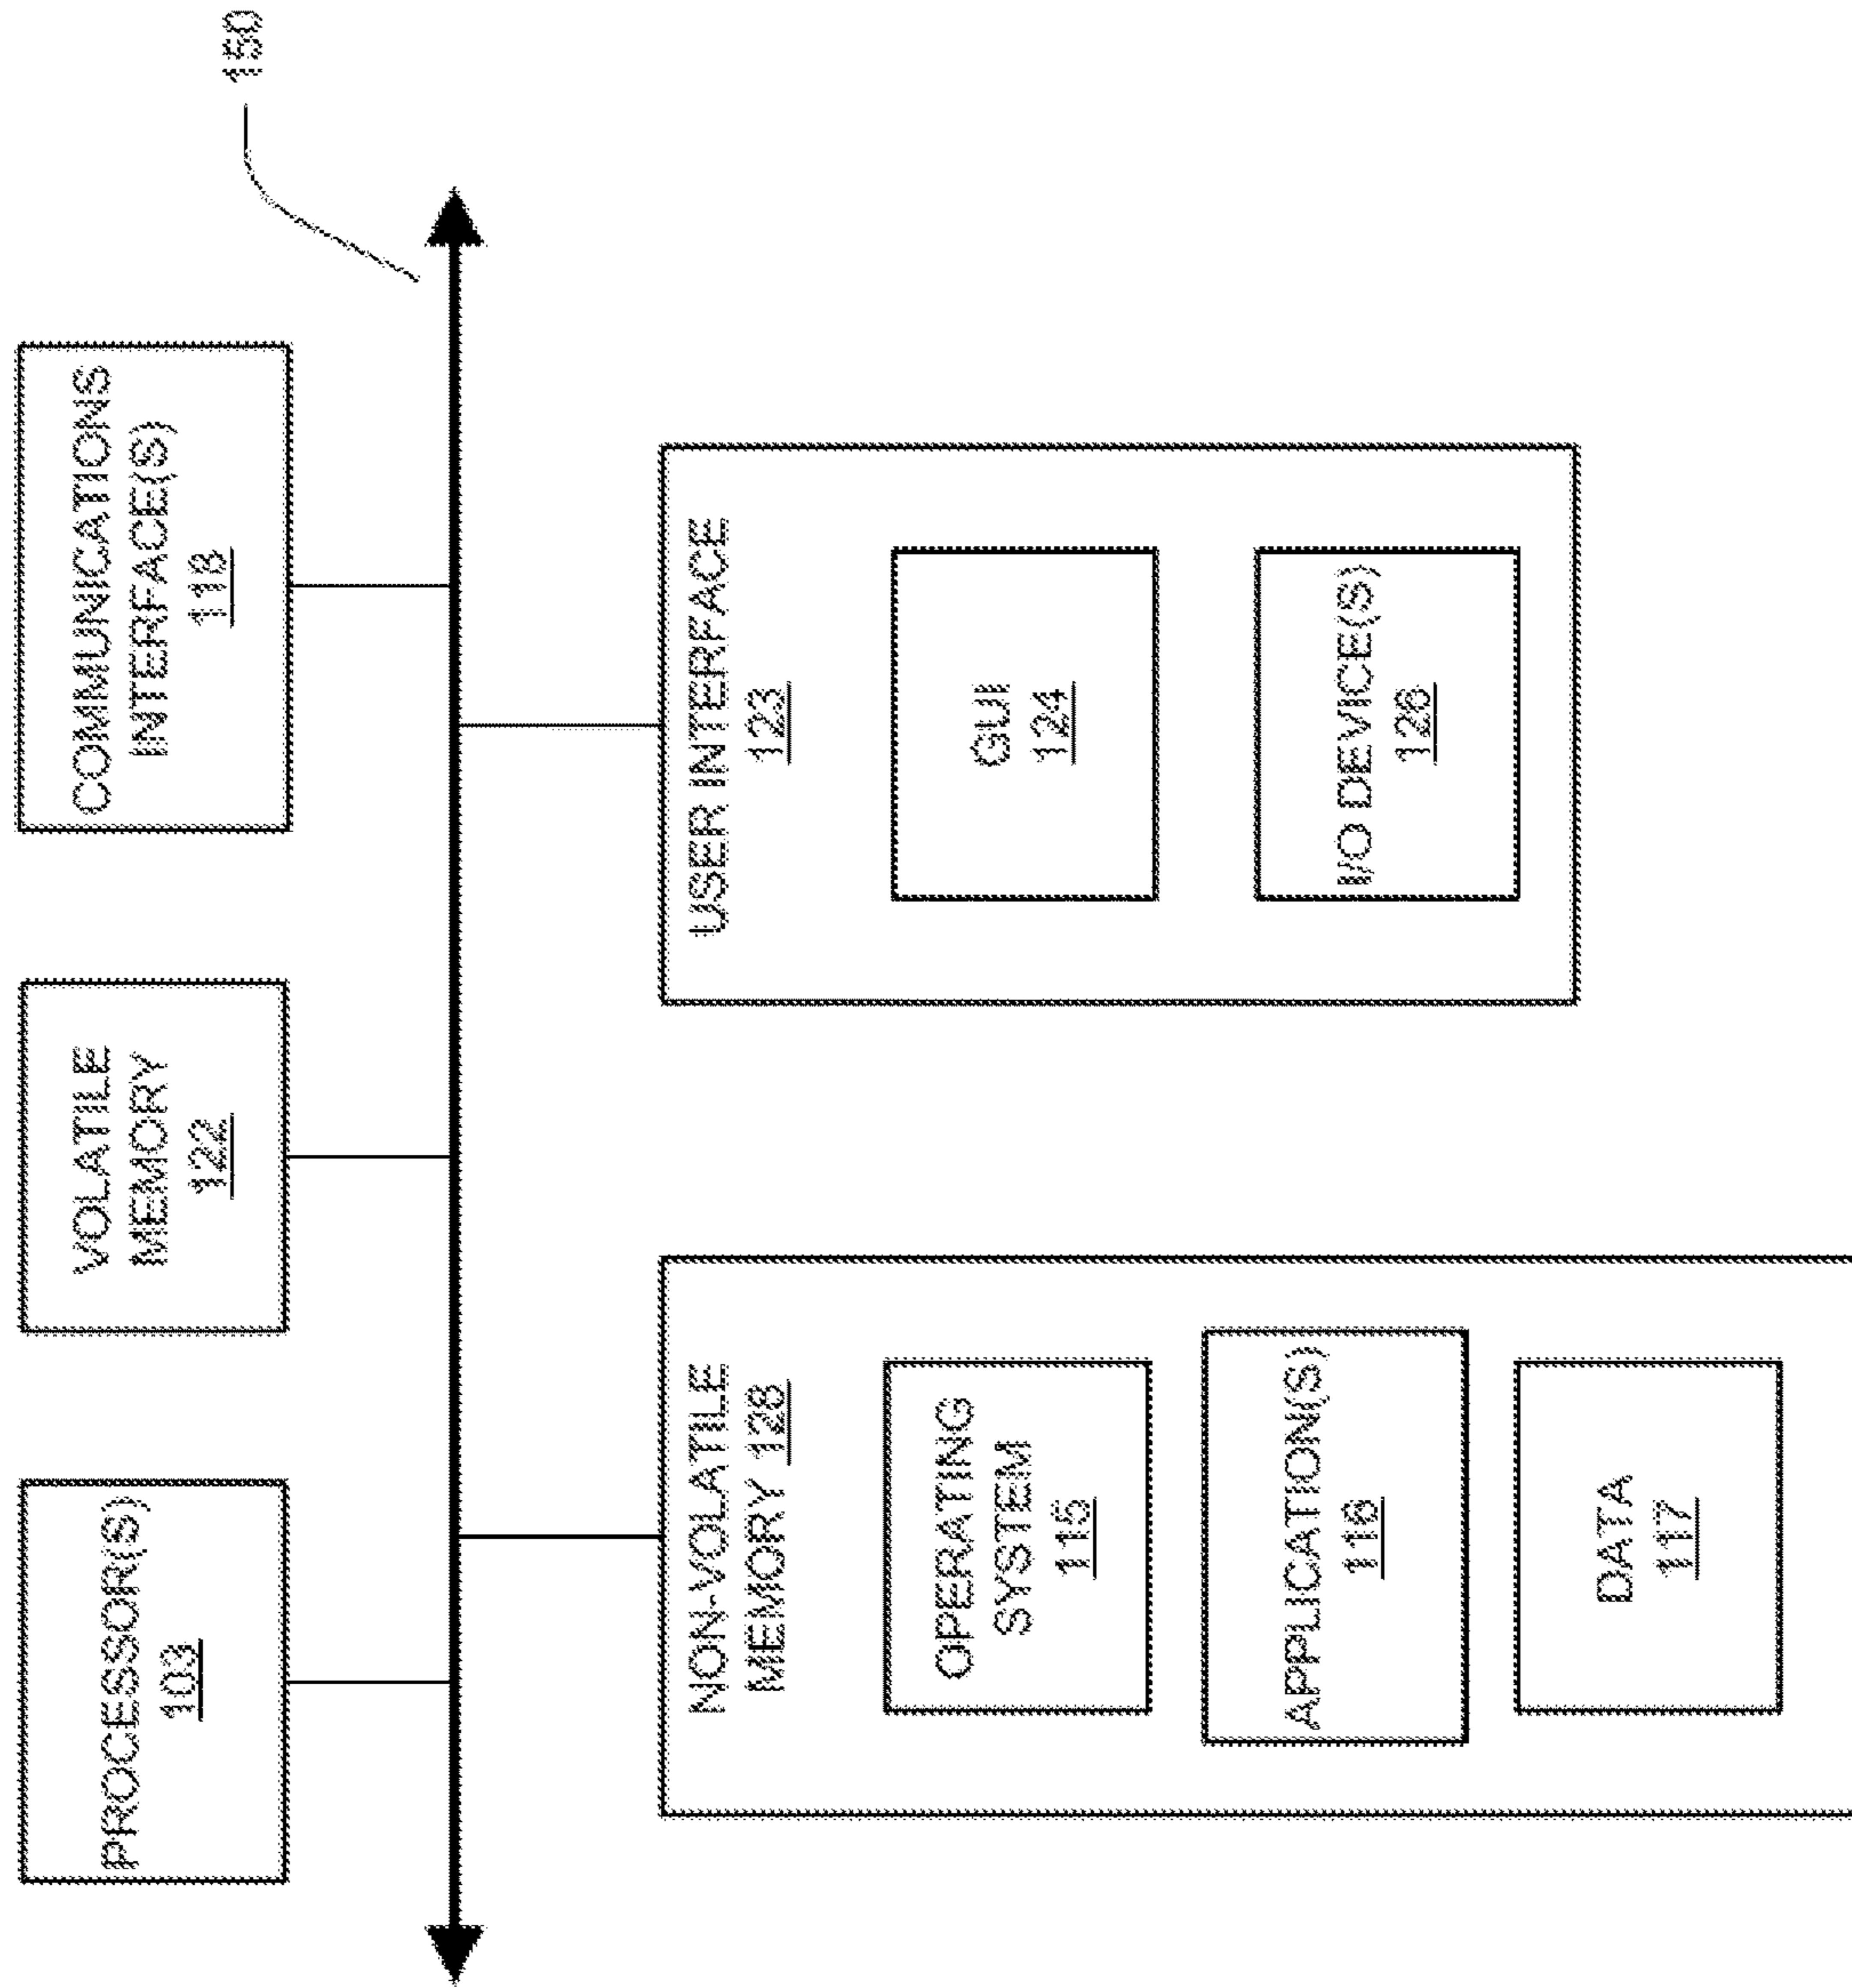 PROCESSOR(S)
103
VOLATILE
MEMORY
122
COMMUNICATIONS
INTERFACE(S)
118
150
NON-VOLATILE
MEMORY 128
OPERATING
SYSTEM
115
APPLICATION(S)
116
DATA
117
USER INTERFACE
123
GUI
124
I/O DEVICE(S)
126